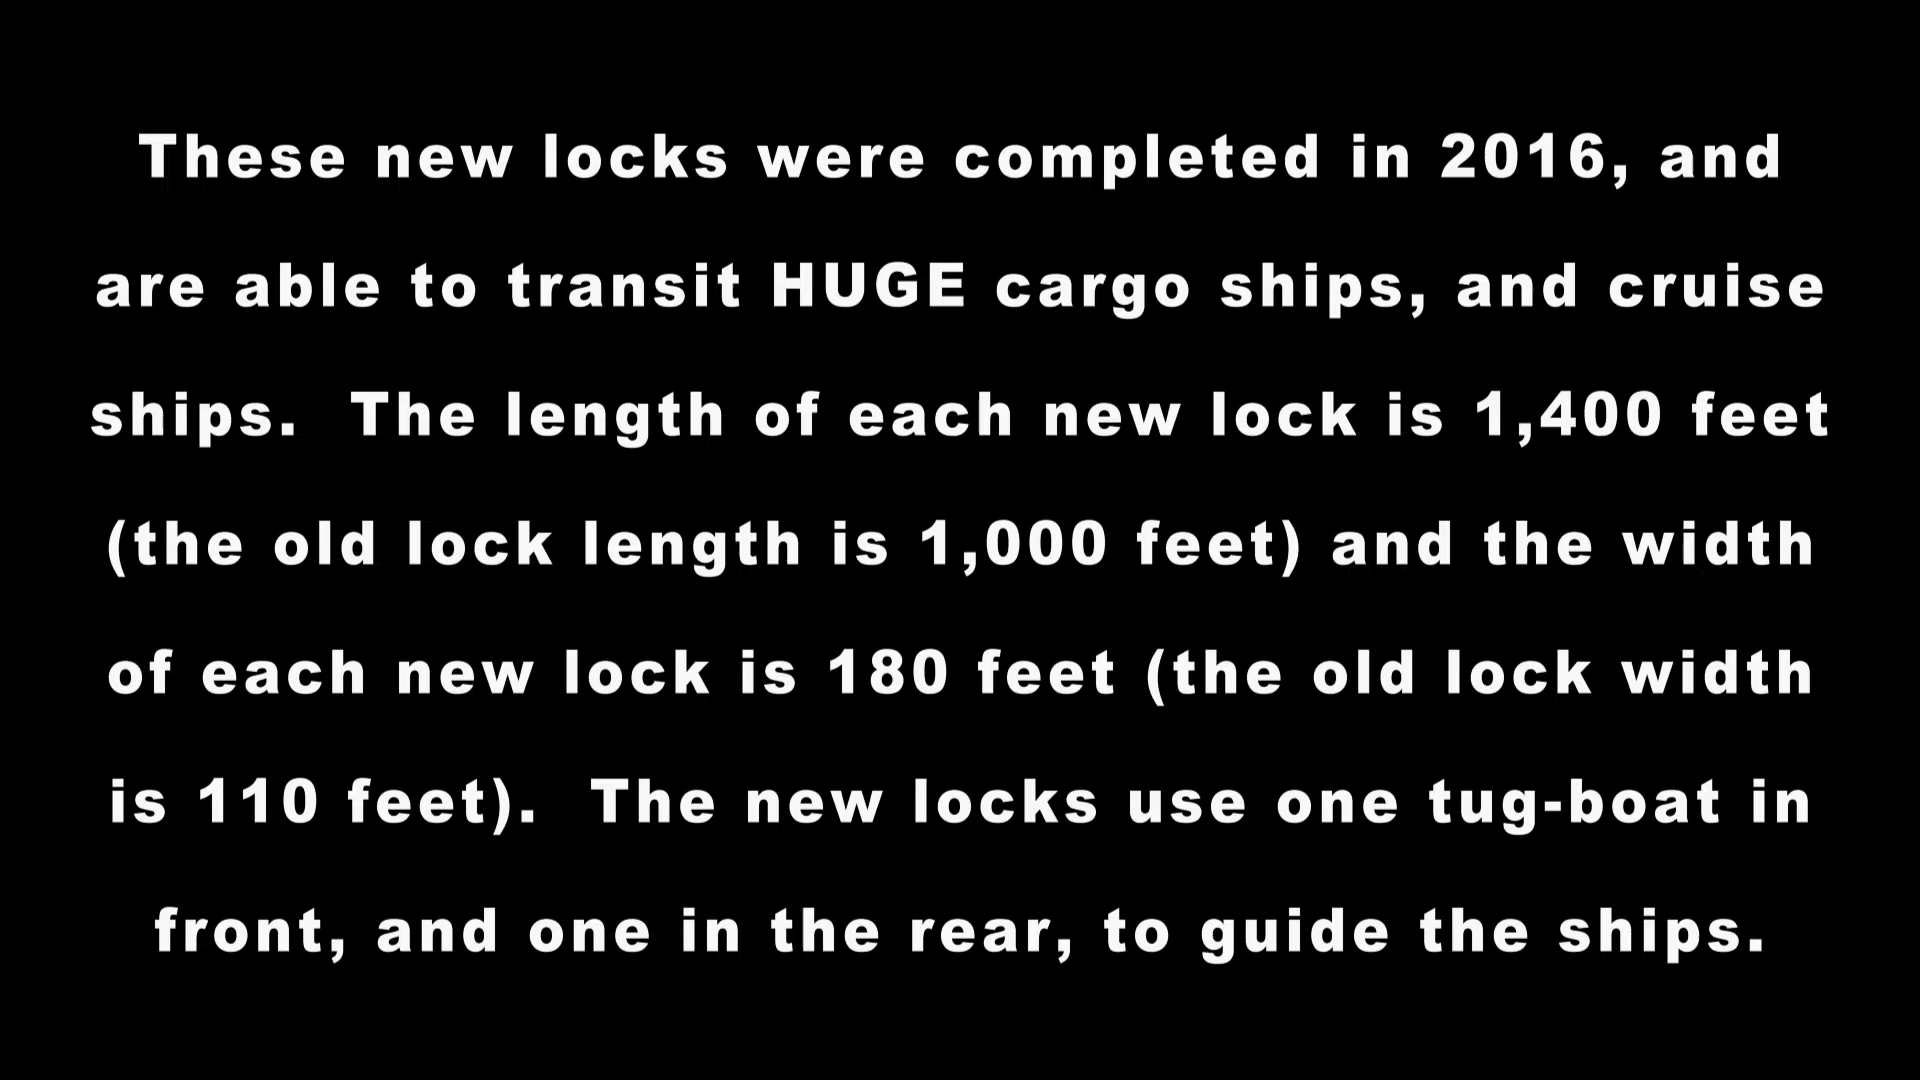 These new locks were completed in 2016, and
are able to transit HUGE cargo ships, and cruise
ships.  The length of each new lock is 1,400 feet
(the old lock length is 1,000 feet) and the width
of each new lock is 180 feet (the old lock width
is 110 feet).  The new locks use one tug-boat in
front, and one in the rear, to guide the ships.